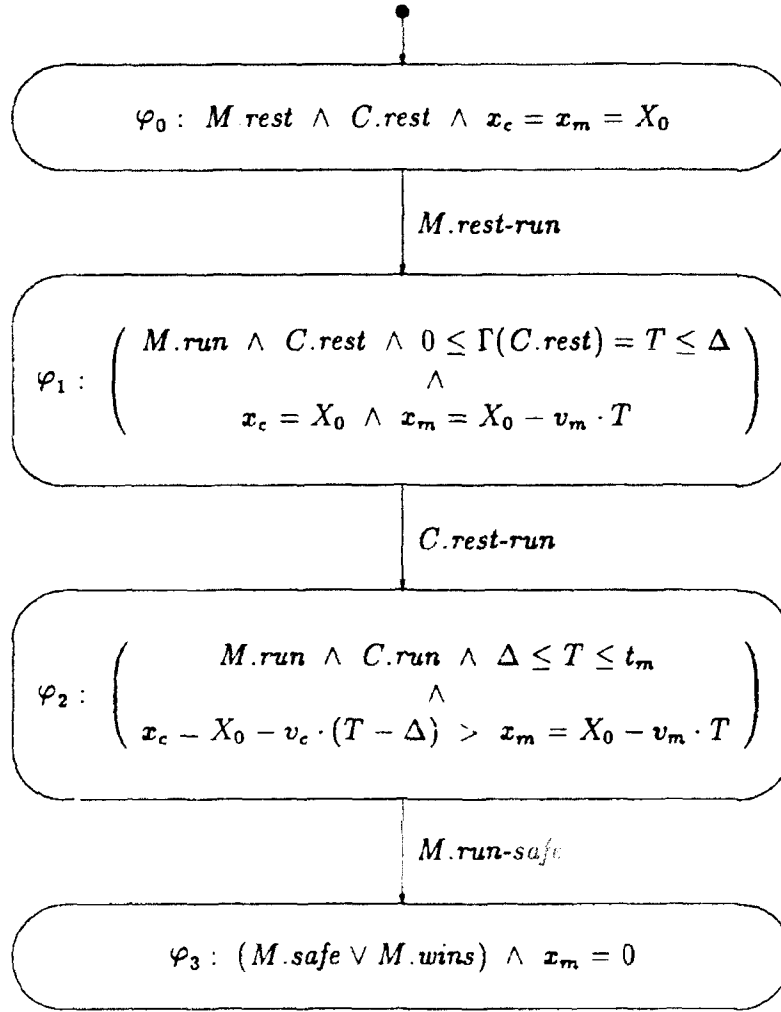 φ₀ : M.rest ∧ C.rest ∧ x_c = x_m = X₀
M.rest-run
M.run ∧ C.rest ∧ 0 ≤ Γ(C.rest) = T ≤ Δ
φ₁ : ∧
x_c = X₀ ∧ x_m = X₀ − v_m · T
C.rest-run
M.run ∧ C.run ∧ Δ ≤ T ≤ t_m
φ₂ : ∧
x_c − X₀ − v_c · (T − Δ) > x_m = X₀ − v_m · T
M.run-safe
φ₃ : (M.safe ∨ M.wins) ∧ x_m = 0